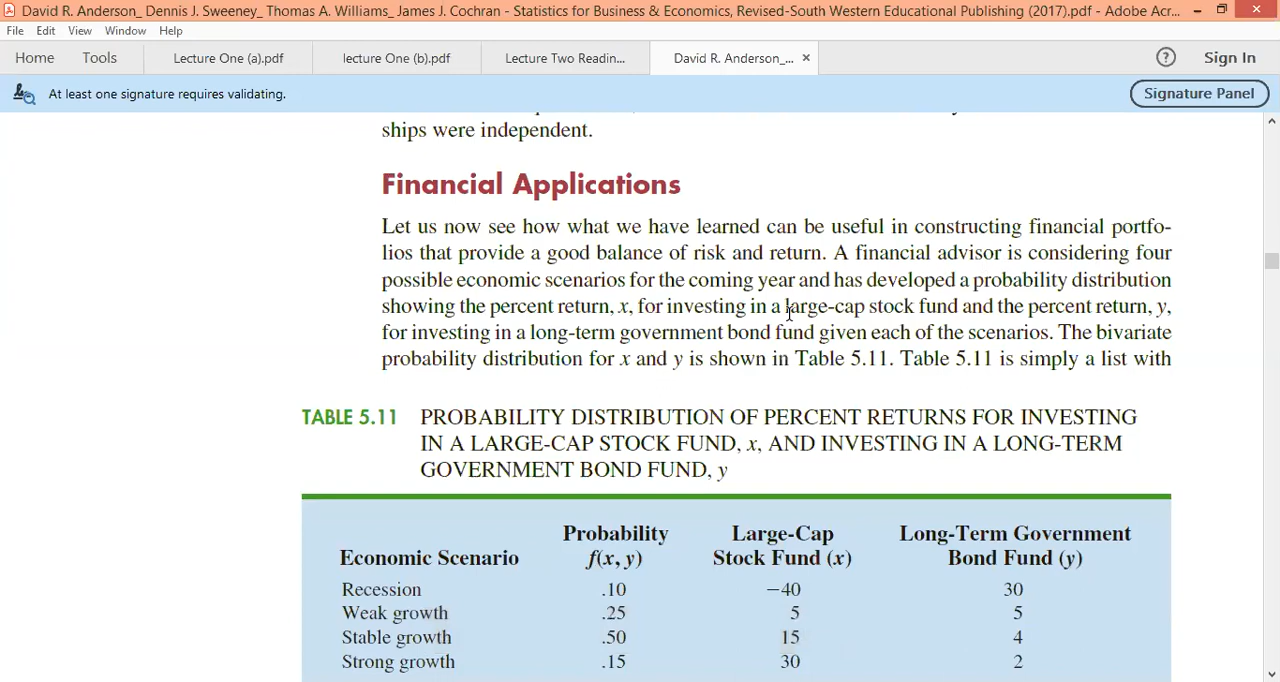 David R. Anderson_ Dennis J. Sweeney_ Thomas A. Williams_ James J. Cochran - Statistics for Business & Economics, Revised-South Western Educational Publishing (2017).pdf - Adobe Acr...
File Edit View Window Help
Home Tools Lecture One (a).pdf lecture One (b).pdf Lecture Two Readin... David R. Anderson_... × ? Sign In
At least one signature requires validating. Signature Panel
ships were independent.
Financial Applications
Let us now see how what we have learned can be useful in constructing financial portfo-
lios that provide a good balance of risk and return. A financial advisor is considering four
possible economic scenarios for the coming year and has developed a probability distribution
showing the percent return, x, for investing in a large-cap stock fund and the percent return, y,
for investing in a long-term government bond fund given each of the scenarios. The bivariate
probability distribution for x and y is shown in Table 5.11. Table 5.11 is simply a list with
TABLE 5.11 PROBABILITY DISTRIBUTION OF PERCENT RETURNS FOR INVESTING
IN A LARGE-CAP STOCK FUND, x, AND INVESTING IN A LONG-TERM
GOVERNMENT BOND FUND, y
Probability Large-Cap Long-Term Government
Economic Scenario f(x, y) Stock Fund (x) Bond Fund (y)
Recession .10 −40 30
Weak growth .25 5 5
Stable growth .50 15 4
Strong growth .15 30 2